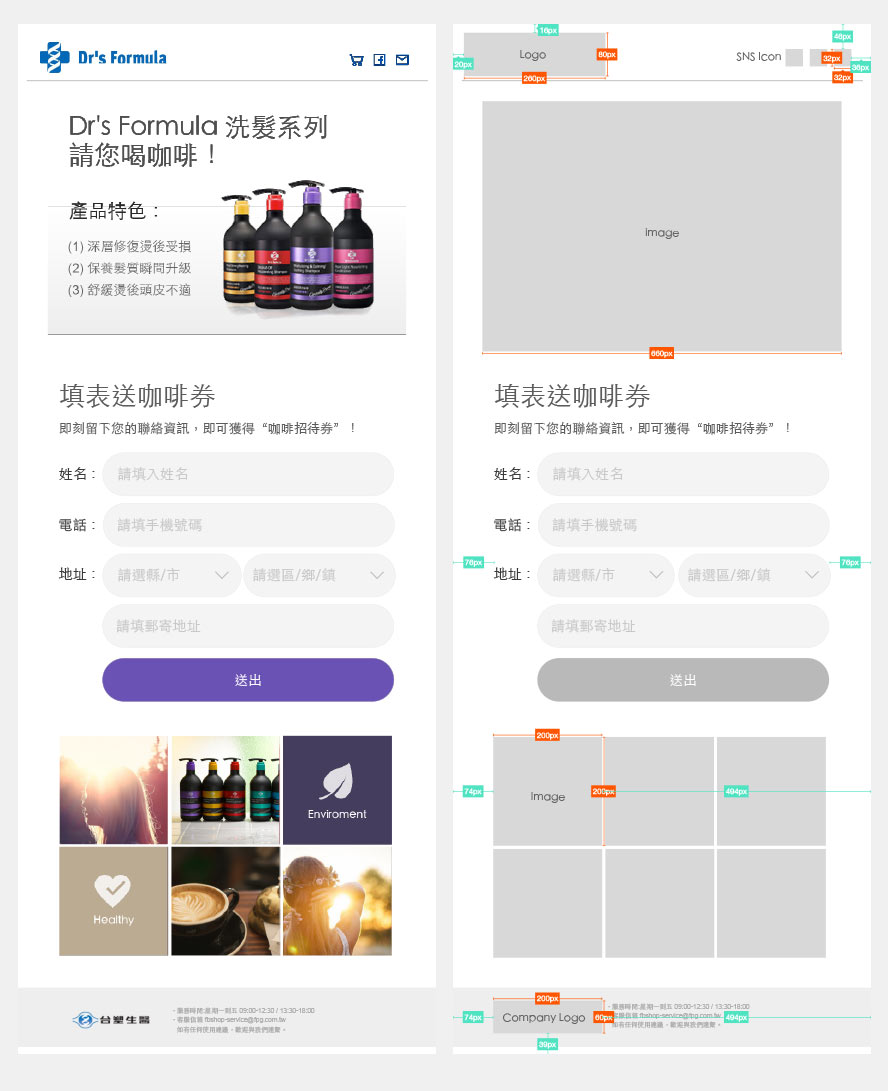 Dr's Formula
Dr's Formula 洗髮系列
請您喝咖啡！
產品特色：
(1) 深層修復燙後受損
(2) 保養髮質瞬間升級
(3) 舒緩燙後頭皮不適
填表送咖啡券
即刻留下您的聯絡資訊，即可獲得“咖啡招待券”！
姓名： 請填入姓名
電話： 請填手機號碼
地址： 請選縣/市 請選區/鄉/鎮
請填郵寄地址
送出
Enviroment
Healthy
台塑生醫
・服務時間:星期一到五 09:00-12:30 / 13:30-18:00
・客服信箱:fbshop-service@fpg.com.tw
如有任何使用建議，歡迎與我們連繫。
16px
46px
Logo
80px
SNS Icon
32px
20px
36px
260px
32px
Image
660px
填表送咖啡券
即刻留下您的聯絡資訊，即可獲得“咖啡招待券”！
姓名： 請填入姓名
電話： 請填手機號碼
76px
地址： 請選縣/市 請選區/鄉/鎮
76px
請填郵寄地址
送出
200px
74px
Image
200px
494px
200px
・服務時間:星期一到五 09:00-12:30 / 13:30-18:00
74px
Company Logo
60px
・客服信箱:fbshop-service@fpg.com.tw
494px
如有任何使用建議，歡迎與我們連繫。
39px